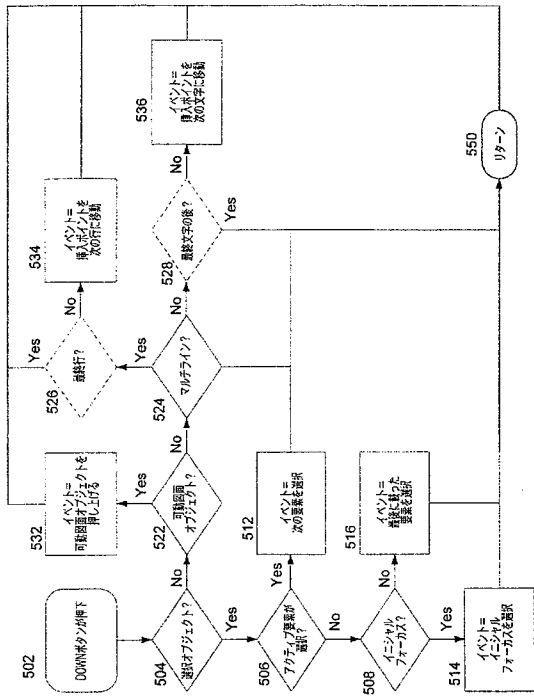 502
DOWNボタンが押下
504
選択オブジェクト?
No
Yes
506
アクティブ要素が
選択?
Yes
No
508
イニシャル
フォーカス?
No
Yes
514
イベント=
イニシャル
フォーカスを選択
512
イベント=
次の要素を選択
516
イベント=
最後に載った
要素を選択
522
可動図面
オブジェクト?
Yes
No
532
イベント=
可動図面オブジェクトを
押し上げる
524
マルチライン?
Yes
No
526
最終行?
Yes
No
534
イベント=
挿入ポイントを
次の行に移動
528
最終文字の後?
No
Yes
536
イベント=
挿入ポイントを
次の文字に移動
550
リターン